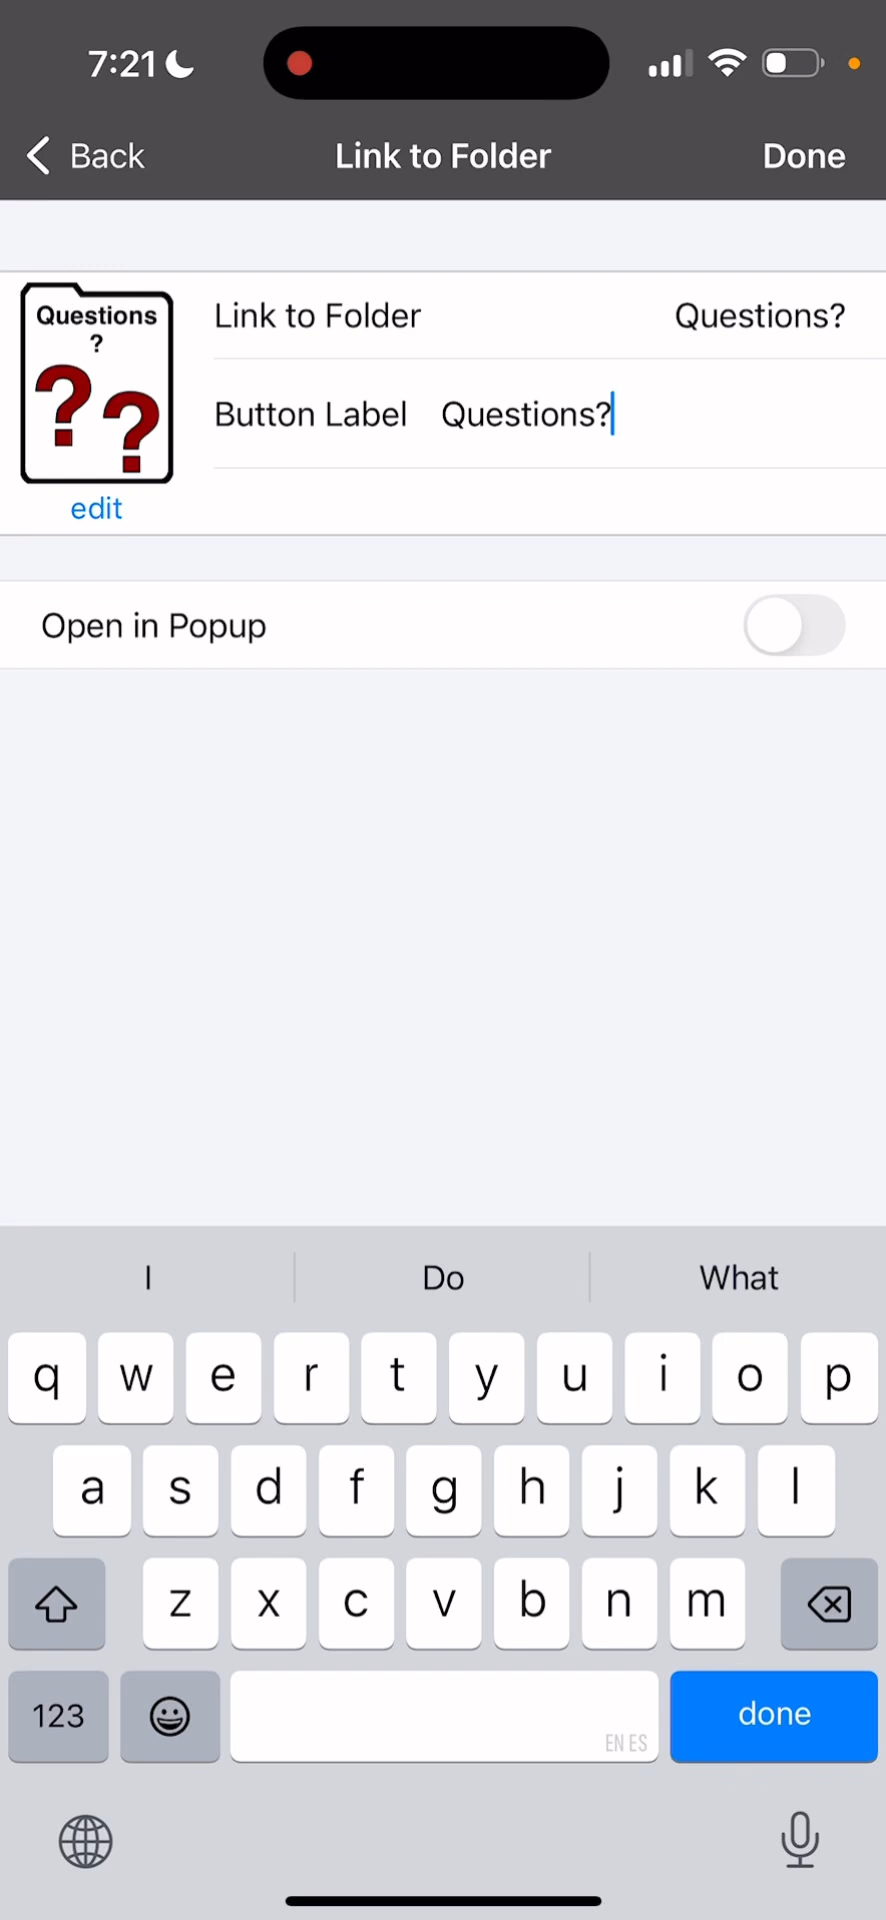 7:21
Back
Link to Folder
Done
Questions
?
??
edit
Link to Folder
Questions?
Button Label
Questions?
Open in Popup
I
Do
What
q w e r t y u i o p
a s d f g h j k l
z x c v b n m
123
EN ES
done